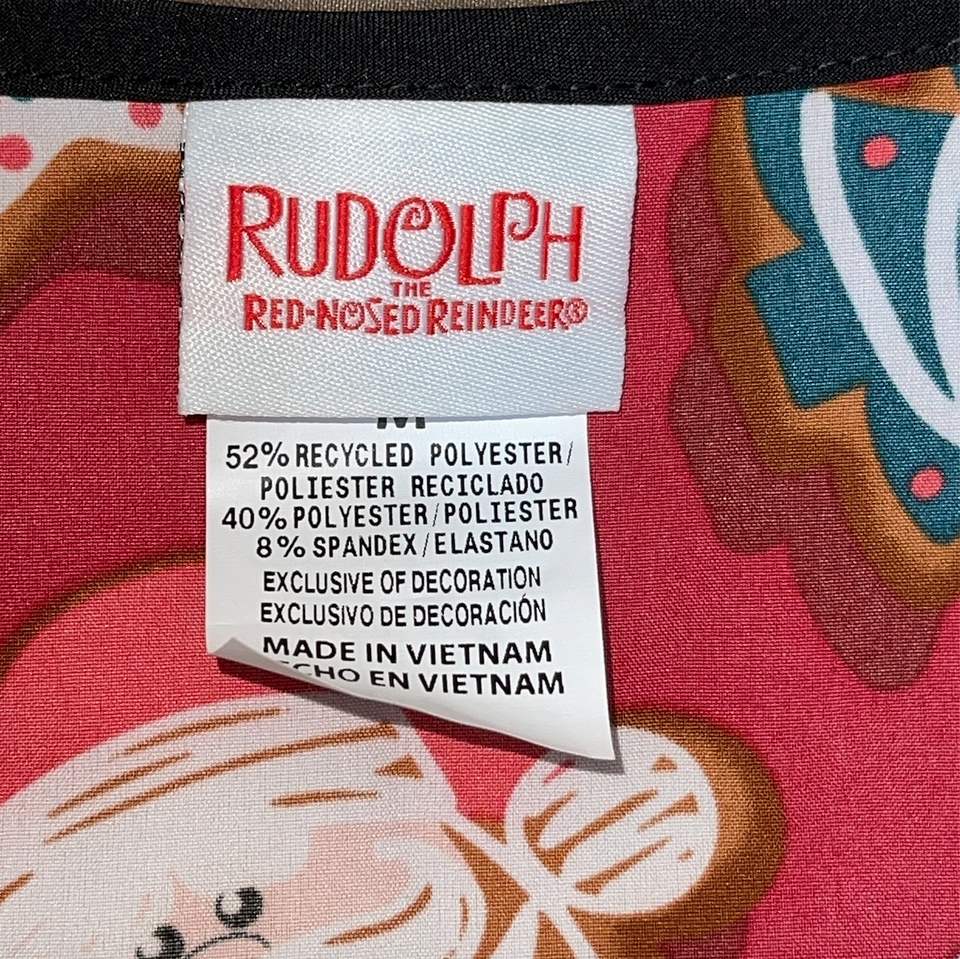 RUDOLPH
THE
RED-NOSED REINDEER®
M
52% RECYCLED POLYESTER/
POLIESTER RECICLADO
40% POLYESTER/POLIESTER
8% SPANDEX/ELASTANO
EXCLUSIVE OF DECORATION
EXCLUSIVO DE DECORACIÓN
MADE IN VIETNAM
CHO EN VIETNAM